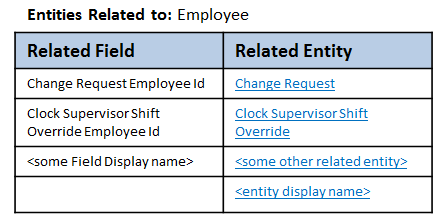 Entities Related to: Employee
Related Field Related Entity
Change Request Employee Id Change Request
Clock Supervisor Shift Clock Supervisor Shift
Override Employee Id Override
<some Field Display name> <some other related entity>
<entity display name>